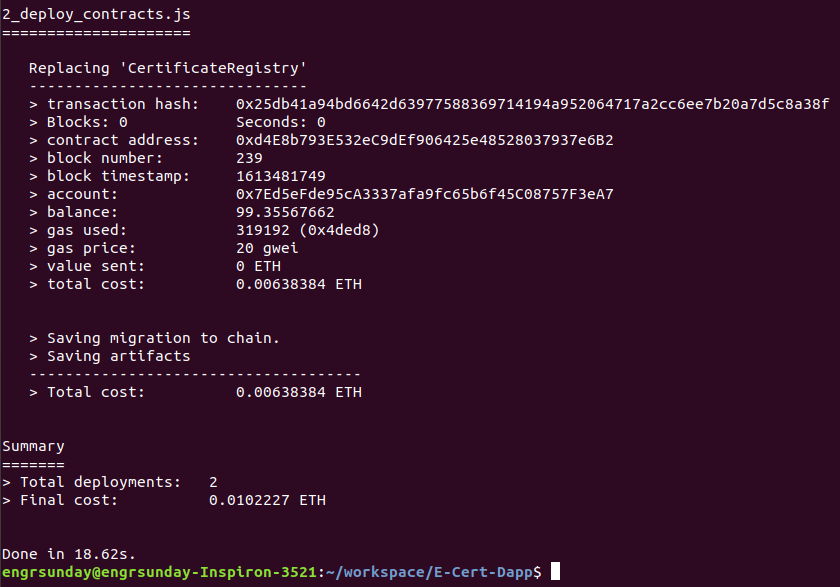 2_deploy_contracts.js
=====================
Replacing 'CertificateRegistry'
-------------------------------
> transaction hash: 0x25db41a94bd6642d63977588369714194a952064717a2cc6ee7b20a7d5c8a38f
> Blocks: 0 Seconds: 0
> contract address: 0xd4E8b793E532eC9dEf906425e48528037937e6B2
> block number: 239
> block timestamp: 1613481749
> account: 0x7Ed5eFde95cA3337afa9fc65b6f45C08757F3eA7
> balance: 99.35567662
> gas used: 319192 (0x4ded8)
> gas price: 20 gwei
> value sent: 0 ETH
> total cost: 0.00638384 ETH
> Saving migration to chain.
> Saving artifacts
-------------------------------------
> Total cost: 0.00638384 ETH
Summary
=======
> Total deployments: 2
> Final cost: 0.0102227 ETH
Done in 18.62s.
engrsunday@engrsunday-Inspiron-3521:~/workspace/E-Cert-Dapp$